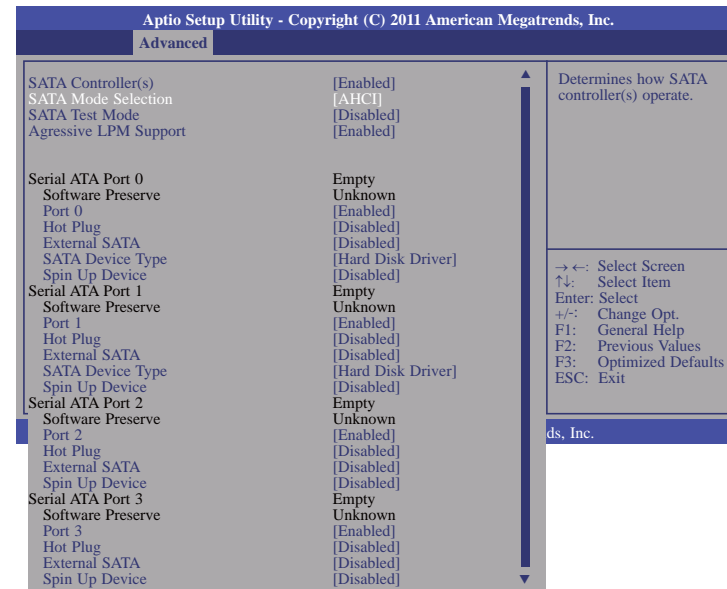 Aptio Setup Utility - Copyright (C) 2011 American Megatrends, Inc.
Advanced
SATA Controller(s) [Enabled]
SATA Mode Selection [AHCI]
SATA Test Mode [Disabled]
Agressive LPM Support [Enabled]
Serial ATA Port 0 Empty
Software Preserve Unknown
Port 0 [Enabled]
Hot Plug [Disabled]
External SATA [Disabled]
SATA Device Type [Hard Disk Driver]
Spin Up Device [Disabled]
Serial ATA Port 1 Empty
Software Preserve Unknown
Port 1 [Enabled]
Hot Plug [Disabled]
External SATA [Disabled]
SATA Device Type [Hard Disk Driver]
Spin Up Device [Disabled]
Serial ATA Port 2 Empty
Software Preserve Unknown
Port 2 [Enabled]
Hot Plug [Disabled]
External SATA [Disabled]
Spin Up Device [Disabled]
Serial ATA Port 3 Empty
Software Preserve Unknown
Port 3 [Enabled]
Hot Plug [Disabled]
External SATA [Disabled]
Spin Up Device [Disabled]
Determines how SATA
controller(s) operate.
→←: Select Screen
↑↓: Select Item
Enter: Select
+/-: Change Opt.
F1: General Help
F2: Previous Values
F3: Optimized Defaults
ESC: Exit
ds, Inc.